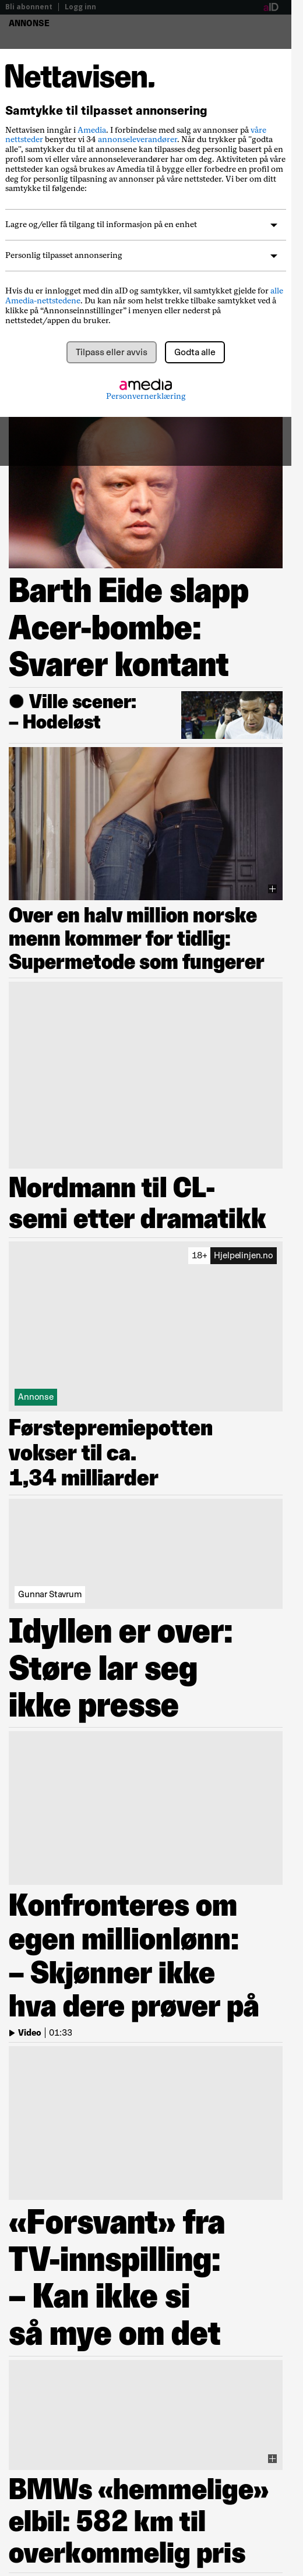 Bli abonnent | Logg inn
aID
ANNONSE
Nettavisen.
Samtykke til tilpasset annonsering
Nettavisen inngår i Amedia. I forbindelse med salg av annonser på våre
nettsteder benytter vi 34 annonseleverandører. Når du trykker på "godta
alle", samtykker du til at annonsene kan tilpasses deg personlig basert på en
profil som vi eller våre annonseleverandører har om deg. Aktiviteten på våre
nettsteder kan også brukes av Amedia til å bygge eller forbedre en profil om
deg for personlig tilpasning av annonser på våre nettsteder. Vi ber om ditt
samtykke til følgende:
Lagre og/eller få tilgang til informasjon på en enhet
Personlig tilpasset annonsering
Hvis du er innlogget med din aID og samtykker, vil samtykket gjelde for alle
Amedia-nettstedene. Du kan når som helst trekke tilbake samtykket ved å
klikke på “Annonseinnstillinger” i menyen eller nederst på
nettstedet/appen du bruker.
Tilpass eller avvis
Godta alle
amedia
Personvernerklæring
Barth Eide slapp
Acer-bombe:
Svarer kontant
Ville scener:
– Hodeløst
Over en halv million norske
menn kommer for tidlig:
Supermetode som fungerer
Nordmann til CL-
semi etter dramatikk
18+ Hjelpelinjen.no
Annonse
Førstepremiepotten
vokser til ca.
1,34 milliarder
Gunnar Stavrum
Idyllen er over:
Støre lar seg
ikke presse
Konfronteres om
egen millionlønn:
– Skjønner ikke
hva dere prøver på
Video | 01:33
«Forsvant» fra
TV-innspilling:
– Kan ikke si
så mye om det
BMWs «hemmelige»
elbil: 582 km til
overkommelig pris